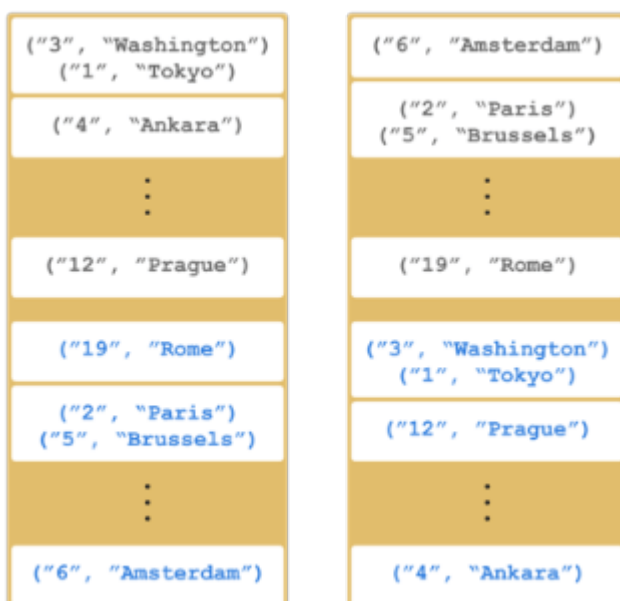 ("3", "Washington")
("1", "Tokyo")
("4", "Ankara")
("12", "Prague")
("19", "Rome")
("2", "Paris")
("5", "Brussels")
("6", "Amsterdam")
("6", "Amsterdam")
("2", "Paris")
("5", "Brussels")
("19", "Rome")
("3", "Washington")
("1", "Tokyo")
("12", "Prague")
("4", "Ankara")